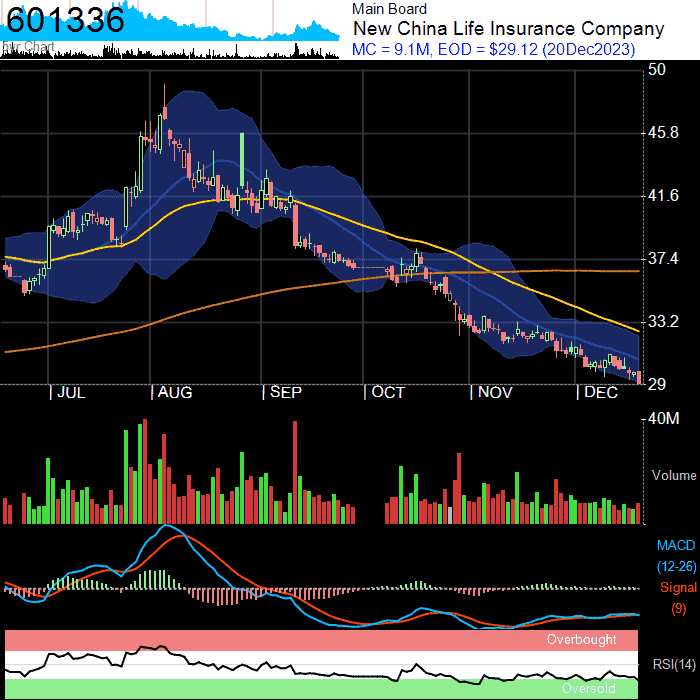 601336
5yr Chart
Main Board
New China Life Insurance Company
MC = 9.1M, EOD = $29.12 (20Dec2023)
50
45.8
41.6
37.4
33.2
29
| JUL | AUG | SEP | OCT | NOV | DEC
40M
Volume
MACD
(12-26)
Signal
(9)
Overbought
RSI(14)
Oversold